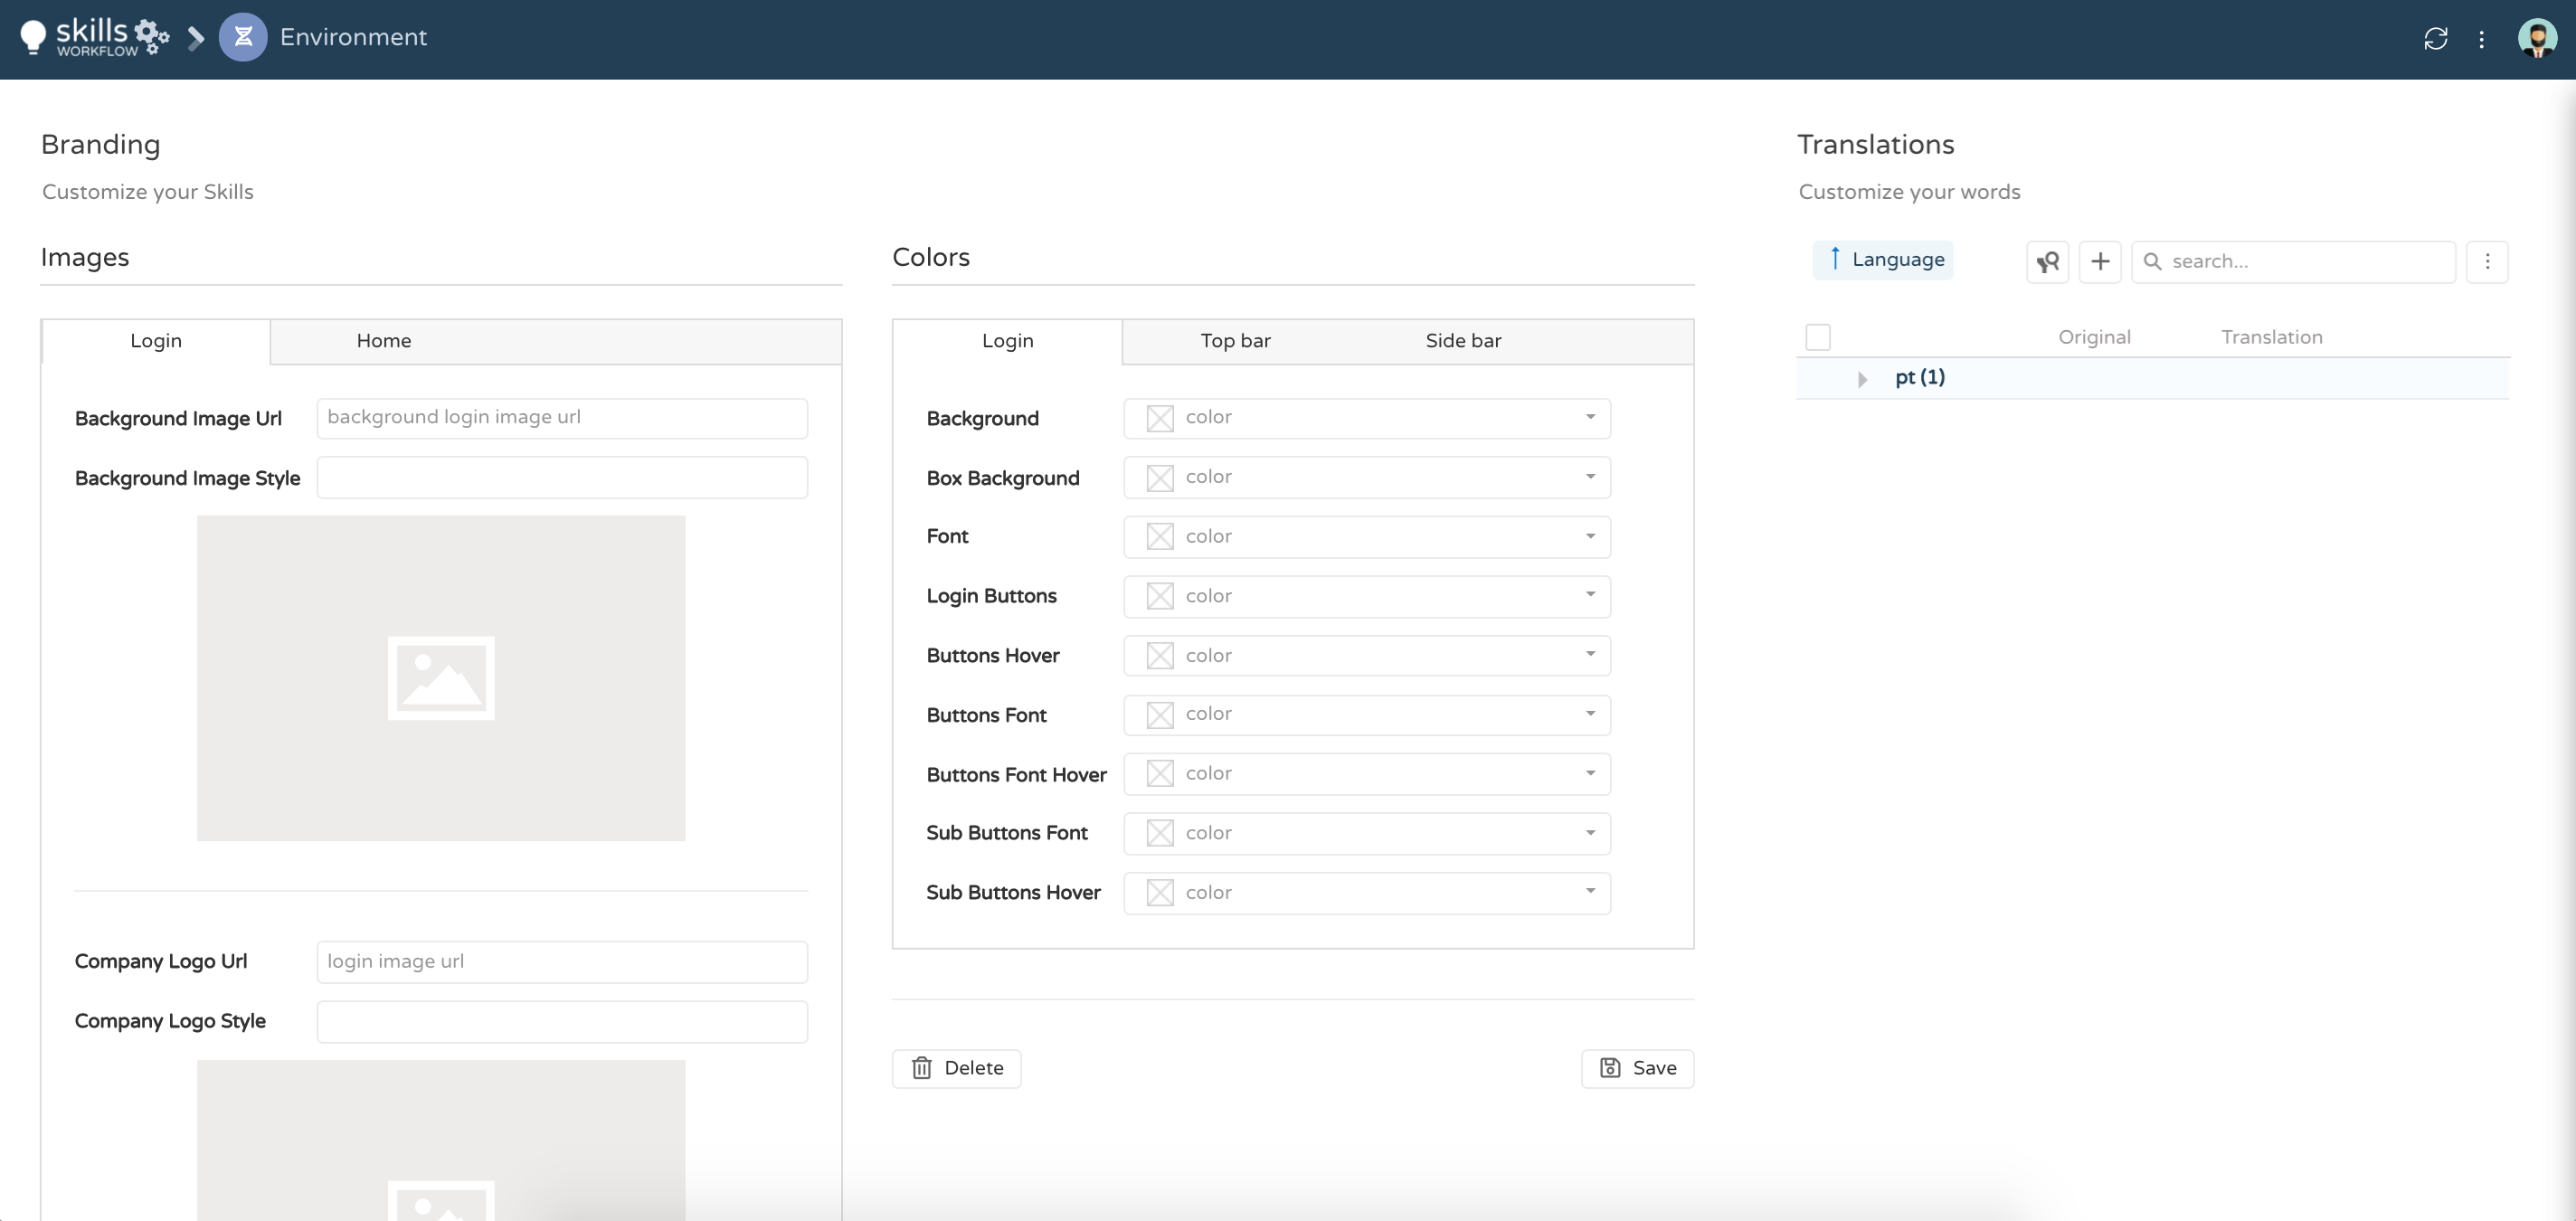 skills
WORKFLOW
Environment
Branding
Customize your Skills
Images
Login
Home
Background Image Url
background login image url
Background Image Style
Company Logo Url
login image url
Company Logo Style
Colors
Login
Top bar
Side bar
Background
color
Box Background
color
Font
color
Login Buttons
color
Buttons Hover
color
Buttons Font
color
Buttons Font Hover
color
Sub Buttons Font
color
Sub Buttons Hover
color
Delete
Save
Translations
Customize your words
Language
search...
Original
Translation
pt (1)